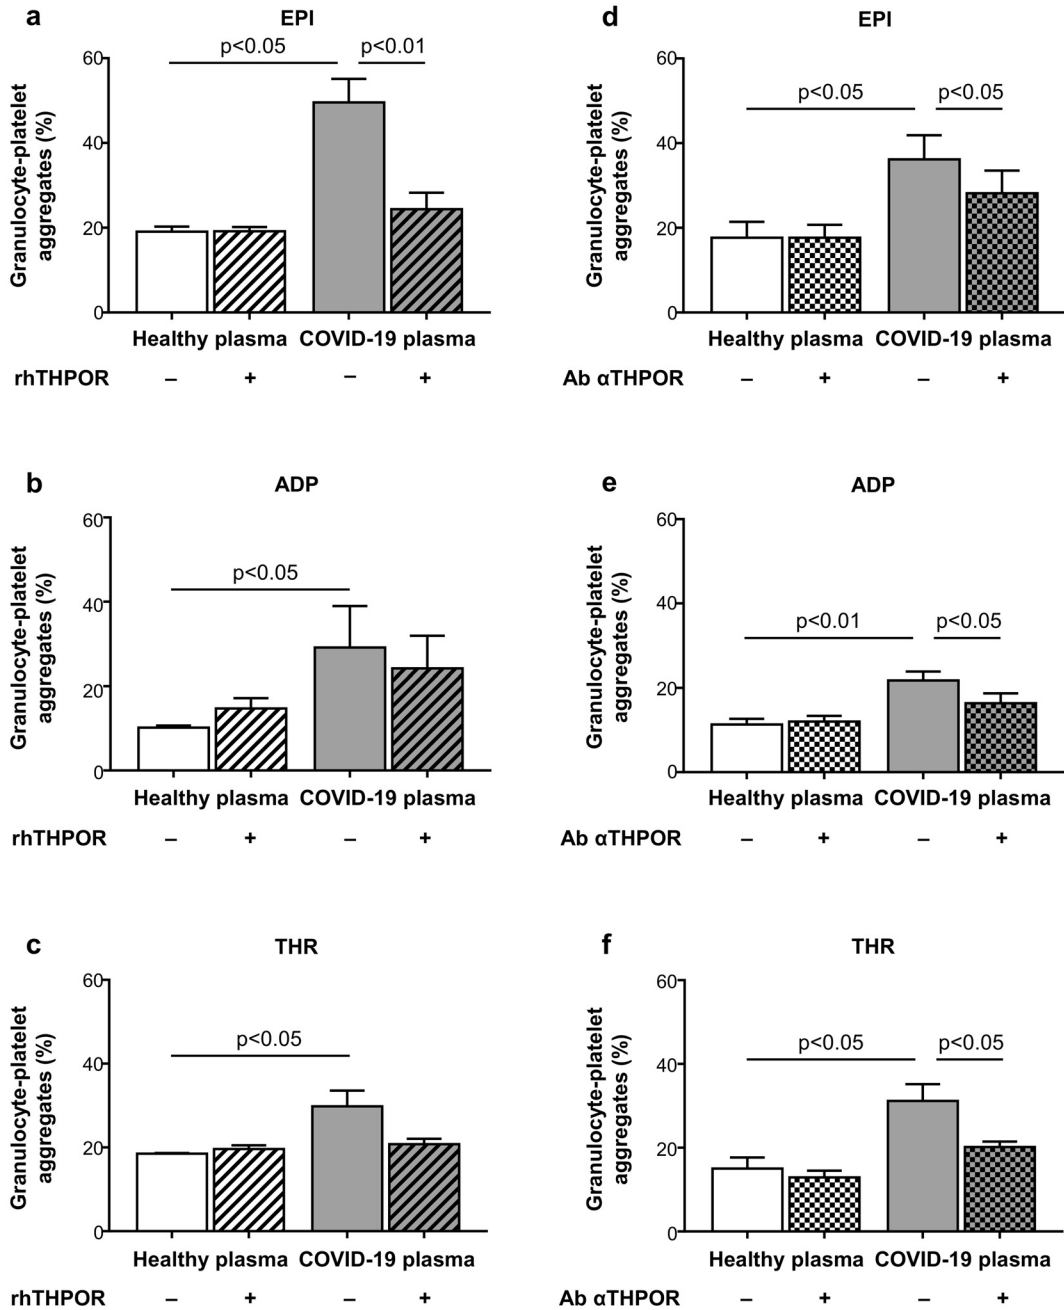 a
EPI
p<0.05 p<0.01
Granulocyte-platelet
aggregates (%)
60
40
20
0
Healthy plasma COVID-19 plasma
rhTHPOR – + – +
d
EPI
p<0.05 p<0.05
Granulocyte-platelet
aggregates (%)
60
40
20
0
Healthy plasma COVID-19 plasma
Ab αTHPOR – + – +
b
ADP
p<0.05
Granulocyte-platelet
aggregates (%)
60
40
20
0
Healthy plasma COVID-19 plasma
rhTHPOR – + – +
e
ADP
p<0.01 p<0.05
Granulocyte-platelet
aggregates (%)
60
40
20
0
Healthy plasma COVID-19 plasma
Ab αTHPOR – + – +
c
THR
p<0.05
Granulocyte-platelet
aggregates (%)
60
40
20
0
Healthy plasma COVID-19 plasma
rhTHPOR – + – +
f
THR
p<0.05 p<0.05
Granulocyte-platelet
aggregates (%)
60
40
20
0
Healthy plasma COVID-19 plasma
Ab αTHPOR – + – +